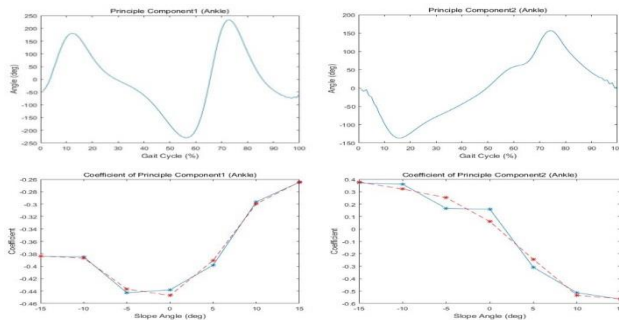 Principle Component1 (Ankle)
250
200
150
100
50
0
-50
-100
-150
-200
-250
Angle (deg)
0 10 20 30 40 50 60 70 80 90 100
Gait Cycle (%)
Principle Component2 (Ankle)
150
100
50
0
-50
-100
-150
Angle (deg)
0 10 20 30 40 50 60 70 80 90 100
Gait Cycle (%)
Coefficient of Principle Component1 (Ankle)
-0.26
-0.28
-0.3
-0.32
-0.34
-0.36
-0.38
-0.4
-0.42
-0.44
-0.46
Coefficient
-15 -10 -5 0 5 10 15
Slope Angle (deg)
Coefficient of Principle Component2 (Ankle)
0.4
0.3
0.2
0.1
0
-0.1
-0.2
-0.3
-0.4
-0.5
-0.6
Coefficient
-15 -10 -5 0 5 10 15
Slope Angle (deg)